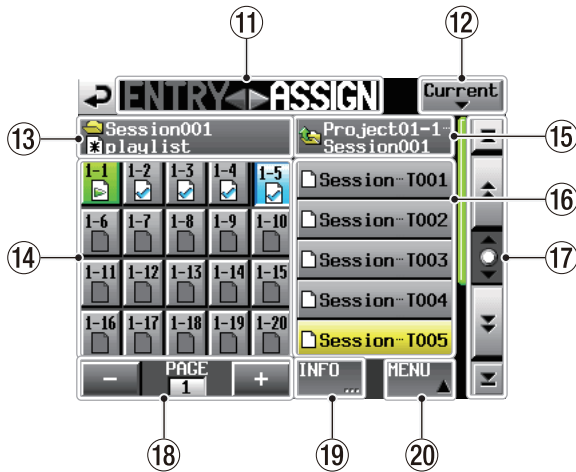 11
12
ENTRY ASSIGN
Current
13
Session001
playlist
Project01-1…
Session001
15
1-1 1-2 1-3 1-4 1-5
Session…T001
16
1-6 1-7 1-8 1-9 1-10
Session…T002
14
17
1-11 1-12 1-13 1-14 1-15
Session…T003
Session…T004
1-16 1-17 1-18 1-19 1-20
Session…T005
− PAGE +
1
INFO
...
MENU
18
19
20